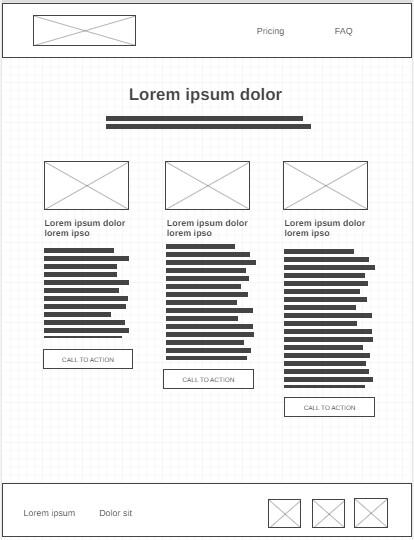 Pricing
FAQ
Lorem ipsum dolor
Lorem ipsum dolor
lorem ipso
Lorem ipsum dolor
lorem ipso
Lorem ipsum dolor
lorem ipso
CALL TO ACTION
CALL TO ACTION
CALL TO ACTION
Lorem ipsum
Dolor sit